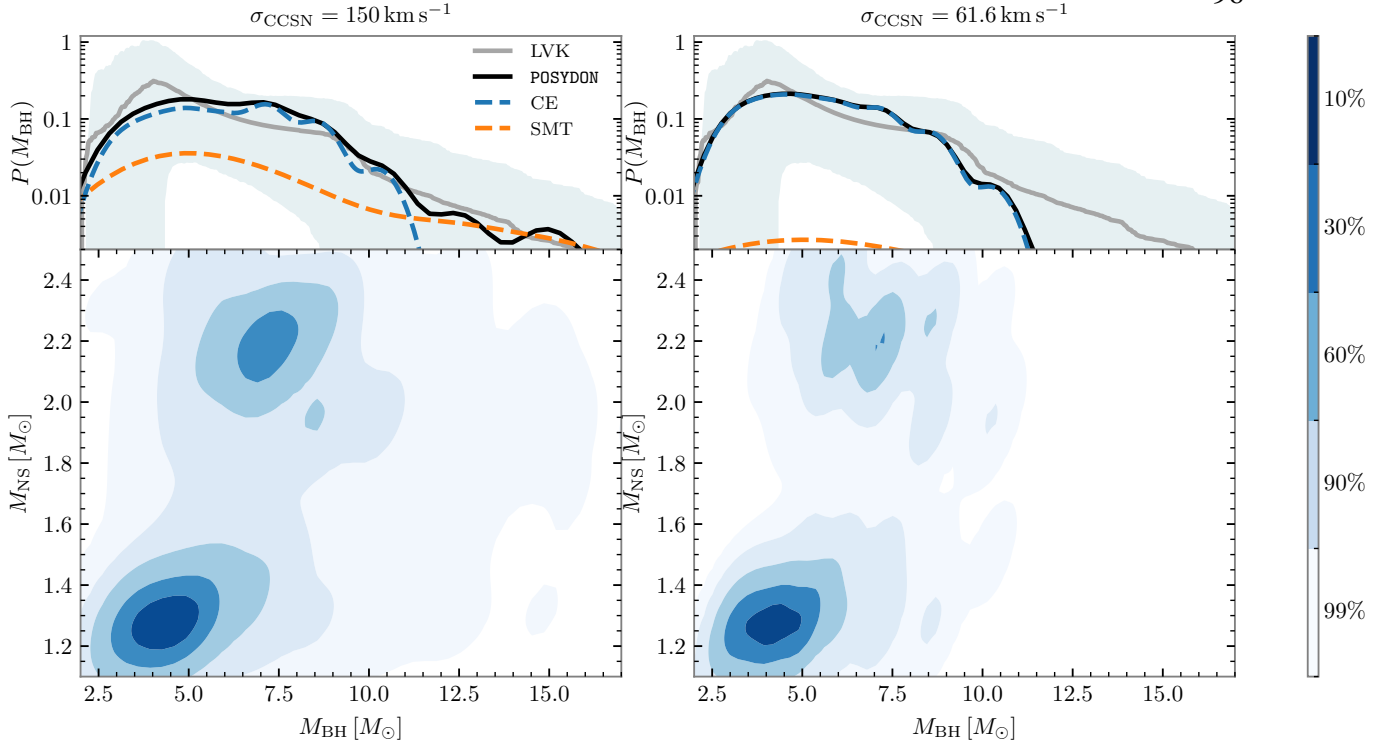 σCCSN = 150 km s⁻¹
σCCSN = 61.6 km s⁻¹
P(MBH)
1
0.1
0.01
LVK
POSYDON
CE
SMT
P(MBH)
1
0.1
0.01
MNS [M⊙]
2.4
2.2
2.0
1.8
1.6
1.4
1.2
2.5 5.0 7.5 10.0 12.5 15.0
MBH [M⊙]
MNS [M⊙]
2.4
2.2
2.0
1.8
1.6
1.4
1.2
2.5 5.0 7.5 10.0 12.5 15.0
MBH [M⊙]
10%
30%
60%
90%
99%